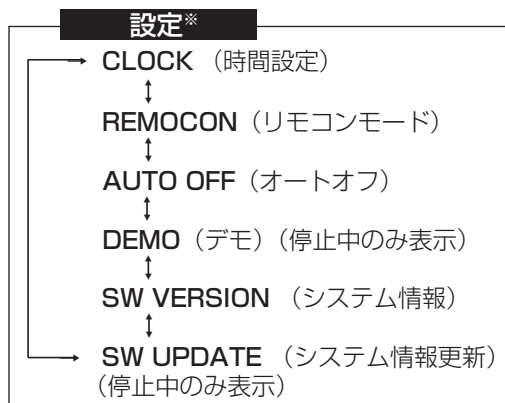 設定※
CLOCK （時間設定）
REMOCON（リモコンモード）
AUTO OFF（オートオフ）
DEMO（デモ）（停止中のみ表示）
SW VERSION （システム情報）
SW UPDATE （システム情報更新）
（停止中のみ表示）